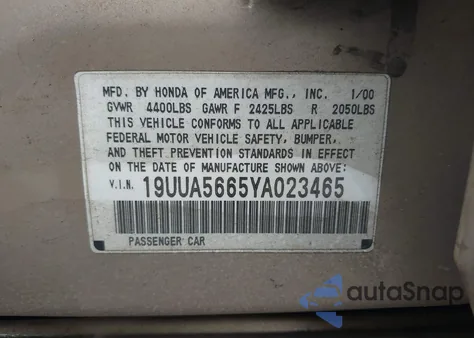 MFD. BY HONDA OF AMERICA MFG., INC. 1/00
GVWR 4400LBS GAWR F 2425LBS R 2050LBS
THIS VEHICLE CONFORMS TO ALL APPLICABLE
FEDERAL MOTOR VEHICLE SAFETY, BUMPER,
AND THEFT PREVENTION STANDARDS IN EFFECT
ON THE DATE OF MANUFACTURE SHOWN ABOVE:
V.I.N. 19UUA5665YA023465
PASSENGER CAR
autoSnap